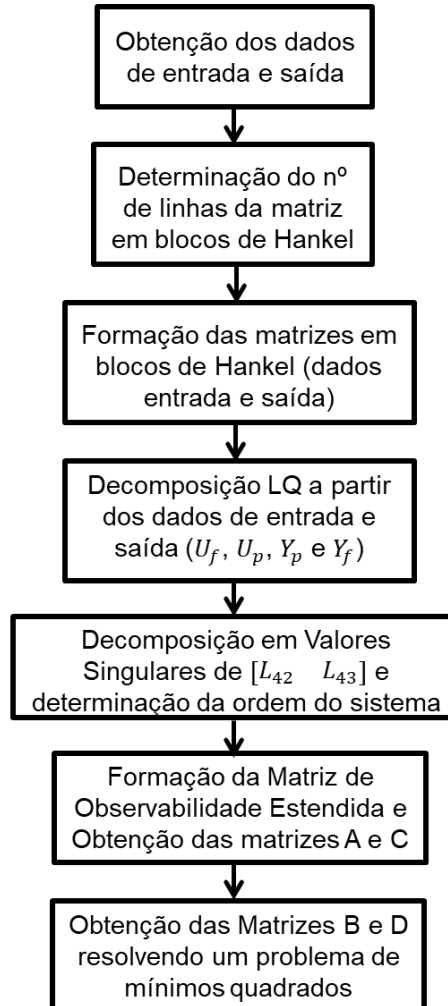 Obtenção dos dados
de entrada e saída
Determinação do nº
de linhas da matriz
em blocos de Hankel
Formação das matrizes em
blocos de Hankel (dados
entrada e saída)
Decomposição LQ a partir
dos dados de entrada e
saída (U_f, U_p, Y_p e Y_f)
Decomposição em Valores
Singulares de [L_42 L_43] e
determinação da ordem do sistema
Formação da Matriz de
Observabilidade Estendida e
Obtenção das matrizes A e C
Obtenção das Matrizes B e D
resolvendo um problema de
mínimos quadrados